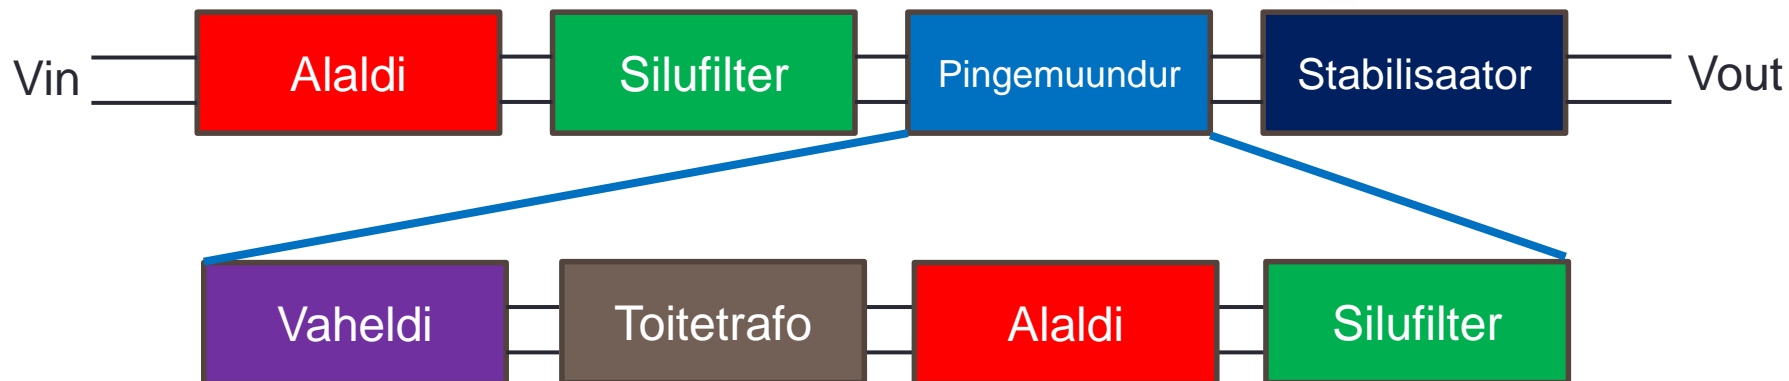 Vin
Alaldi
Silufilter
Pingemuundur
Stabilisaator
Vout
Vaheldi
Toitetrafo
Alaldi
Silufilter